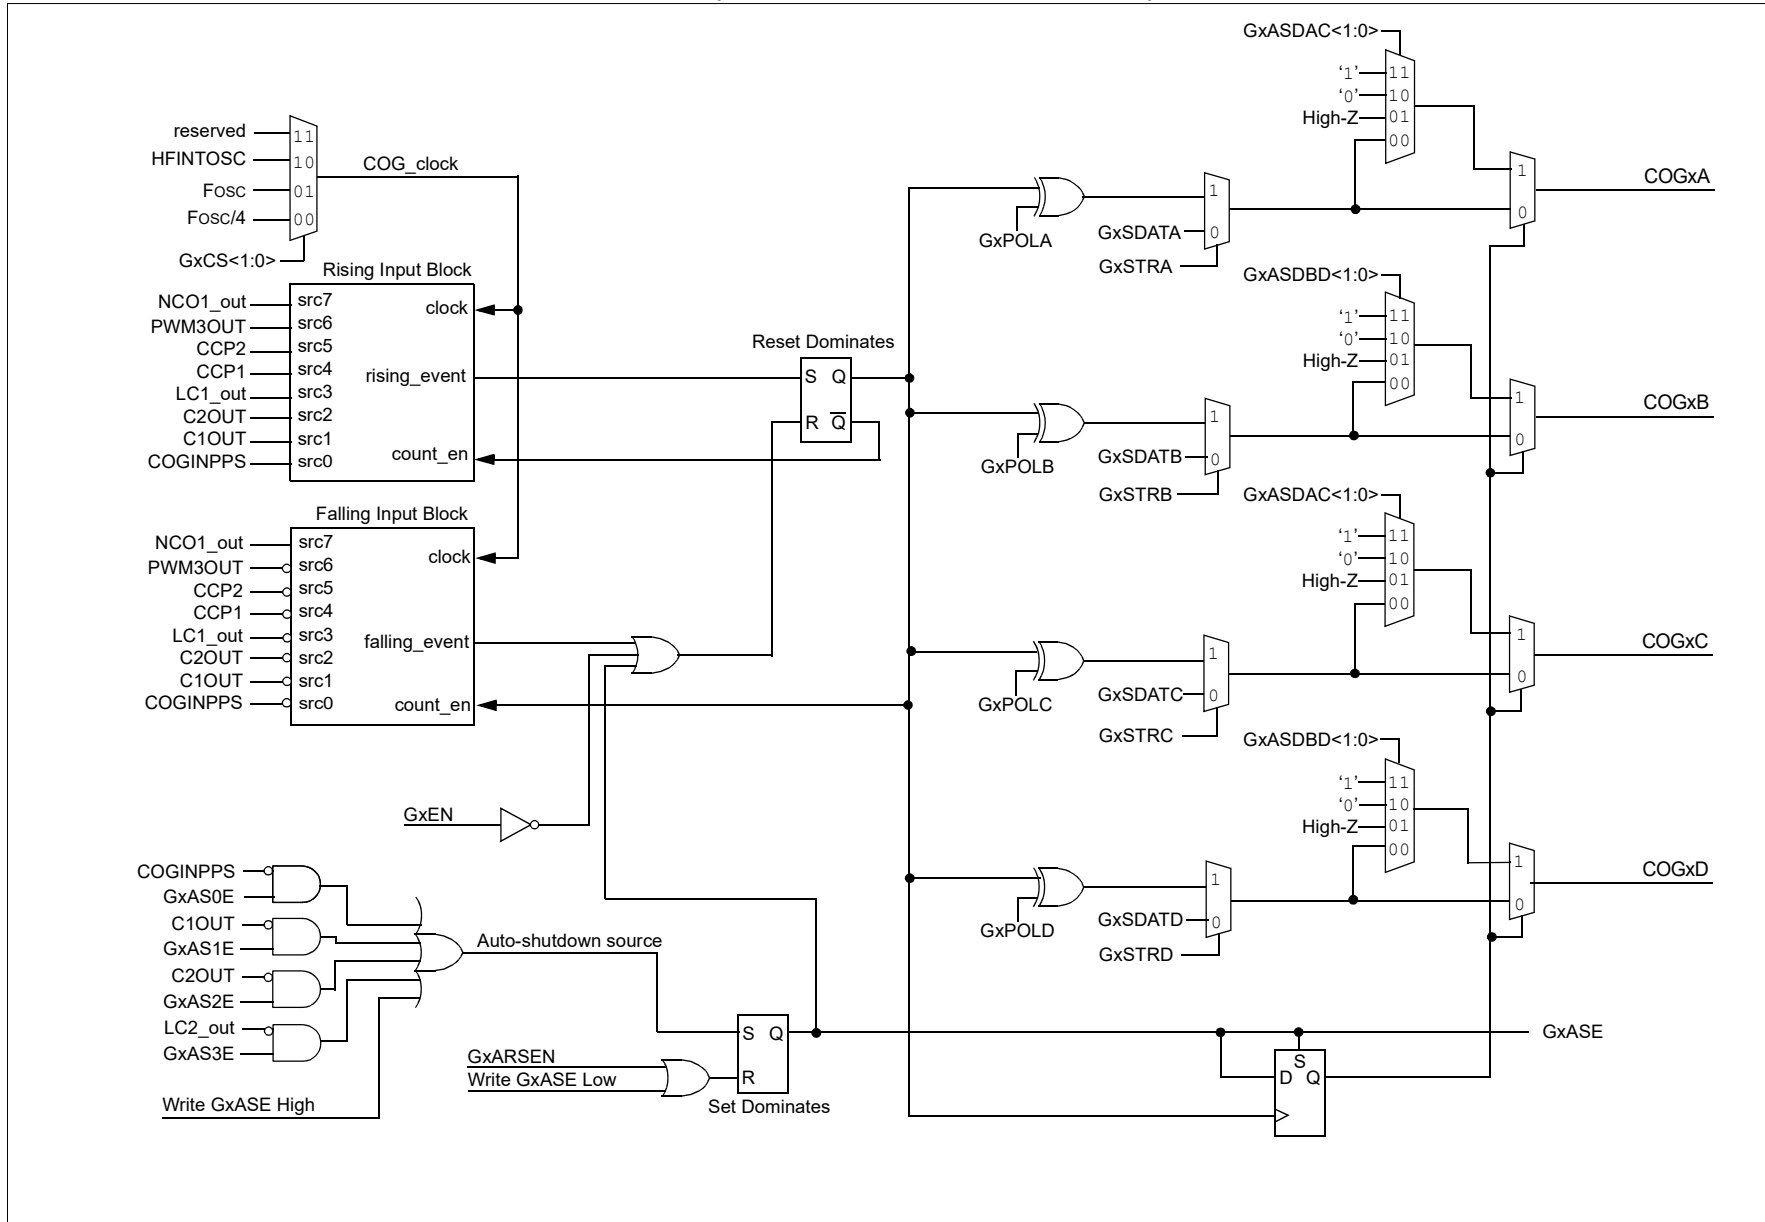 GxASDAC<1:0>
'1' 11
'0' 10
High-Z 01
00
reserved 11
HFINTOSC 10
FOSC 01
FOSC/4 00
GxCS<1:0>
COG_clock
Rising Input Block
NCO1_out src7
PWM3OUT src6
CCP2 src5
CCP1 src4
LC1_out src3
C2OUT src2
C1OUT src1
COGINPPS src0
clock
rising_event
count_en
Falling Input Block
NCO1_out src7
PWM3OUT src6
CCP2 src5
CCP1 src4
LC1_out src3
C2OUT src2
C1OUT src1
COGINPPS src0
clock
falling_event
count_en
Reset Dominates
S Q
R Q
GxEN
COGINPPS
GxAS0E
C1OUT
GxAS1E
C2OUT
GxAS2E
LC2_out
GxAS3E
Write GxASE High
Auto-shutdown source
GxARSEN
Write GxASE Low
S Q
R
Set Dominates
GxPOLA
GxSDATA
GxSTRA
1
0
1
0
COGxA
GxASDBD<1:0>
'1' 11
'0' 10
High-Z 01
00
GxPOLB
GxSDATB
GxSTRB
1
0
1
0
COGxB
GxASDAC<1:0>
'1' 11
'0' 10
High-Z 01
00
GxPOLC
GxSDATC
GxSTRC
1
0
1
0
COGxC
GxASDBD<1:0>
'1' 11
'0' 10
High-Z 01
00
GxPOLD
GxSDATD
GxSTRD
1
0
1
0
COGxD
GxASE
S
D Q